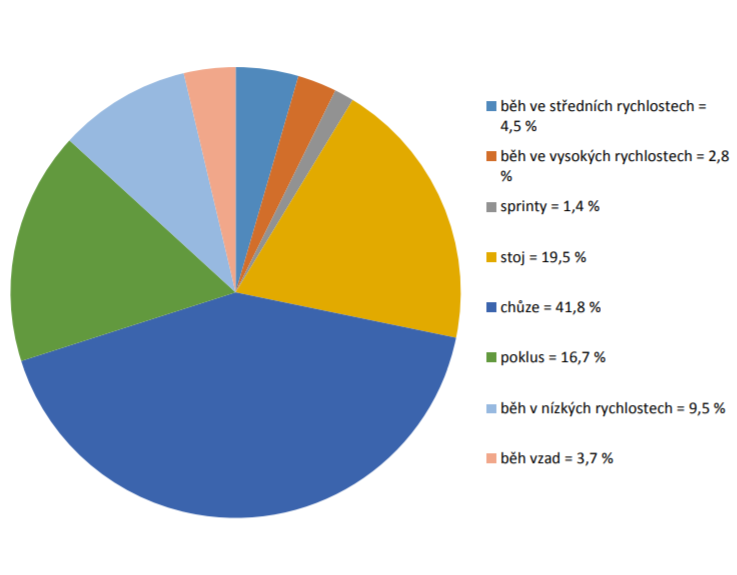 běh ve středních rychlostech =
4,5 %
běh ve vysokých rychlostech = 2,8
%
sprinty = 1,4 %
stoj = 19,5 %
chůze = 41,8 %
poklus = 16,7 %
běh v nízkých rychlostech = 9,5 %
běh vzad = 3,7 %